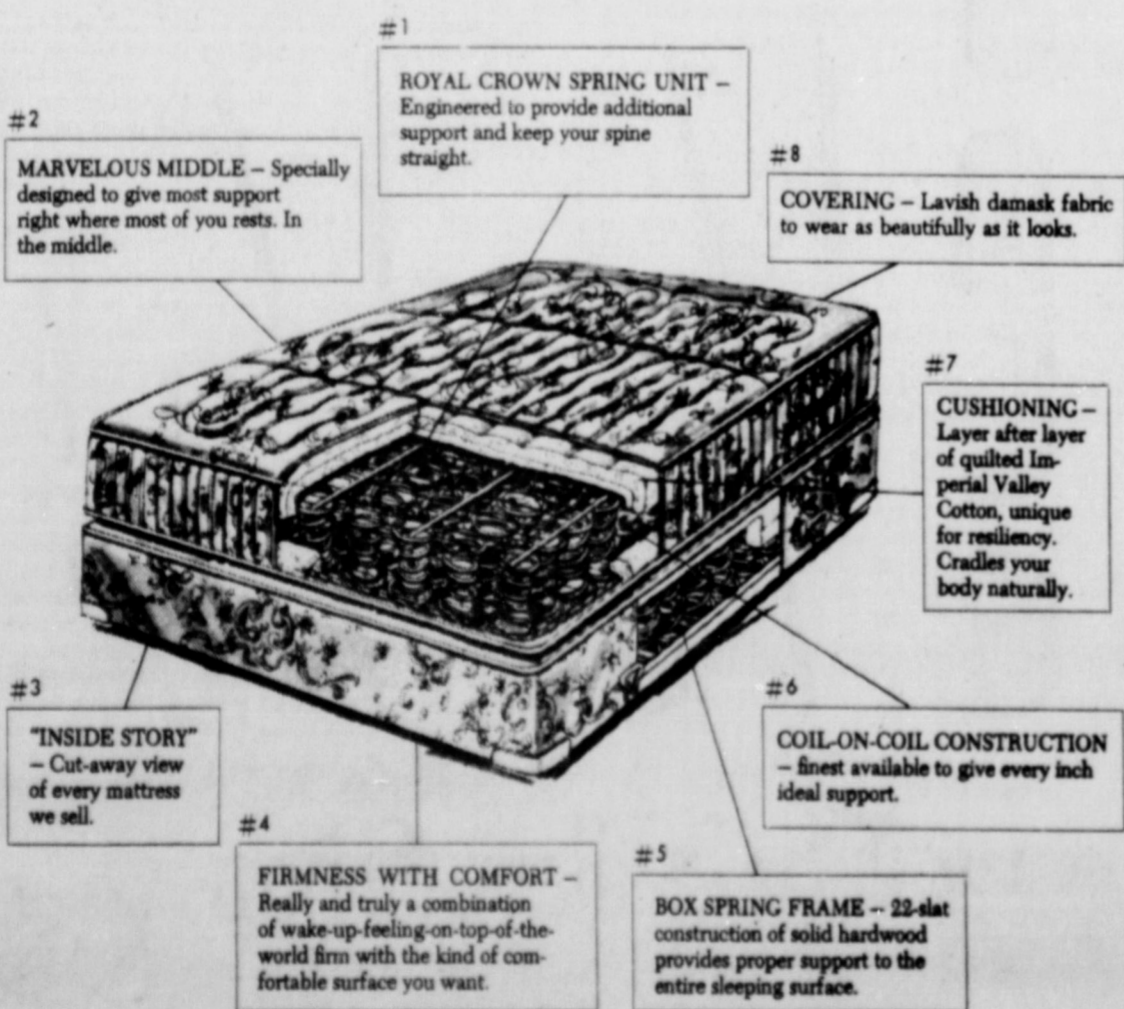 #1
ROYAL CROWN SPRING UNIT –
Engineered to provide additional
support and keep your spine
straight.
#2
MARVELOUS MIDDLE – Specially
designed to give most support
right where most of you rests. In
the middle.
#8
COVERING – Lavish damask fabric
to wear as beautifully as it looks.
#7
CUSHIONING –
Layer after layer
of quilted Im-
perial Valley
Cotton, unique
for resiliency.
Cradles your
body naturally.
#3
"INSIDE STORY"
– Cut-away view
of every mattress
we sell.
#6
COIL-ON-COIL CONSTRUCTION
– finest available to give every inch
ideal support.
#4
FIRMNESS WITH COMFORT –
Really and truly a combination
of wake-up-feeling-on-top-of-the-
world firm with the kind of com-
fortable surface you want.
#5
BOX SPRING FRAME – 22-slat
construction of solid hardwood
provides proper support to the
entire sleeping surface.